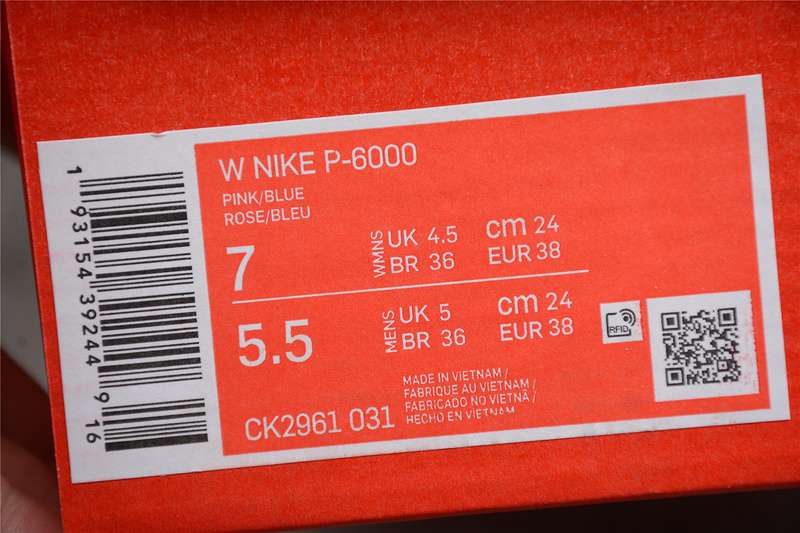 1 93154 39244 9 16
W NIKE P-6000
PINK/BLUE
ROSE/BLEU
7
WMNS
UK 4.5 cm 24
BR 36 EUR 38
5.5
MENS
UK 5 cm 24
BR 36 EUR 38
RFID
MADE IN VIETNAM /
FABRIQUE AU VIETNAM /
FABRICADO NO VIETNÃ /
HECHO EN VIETNAM
CK2961 031